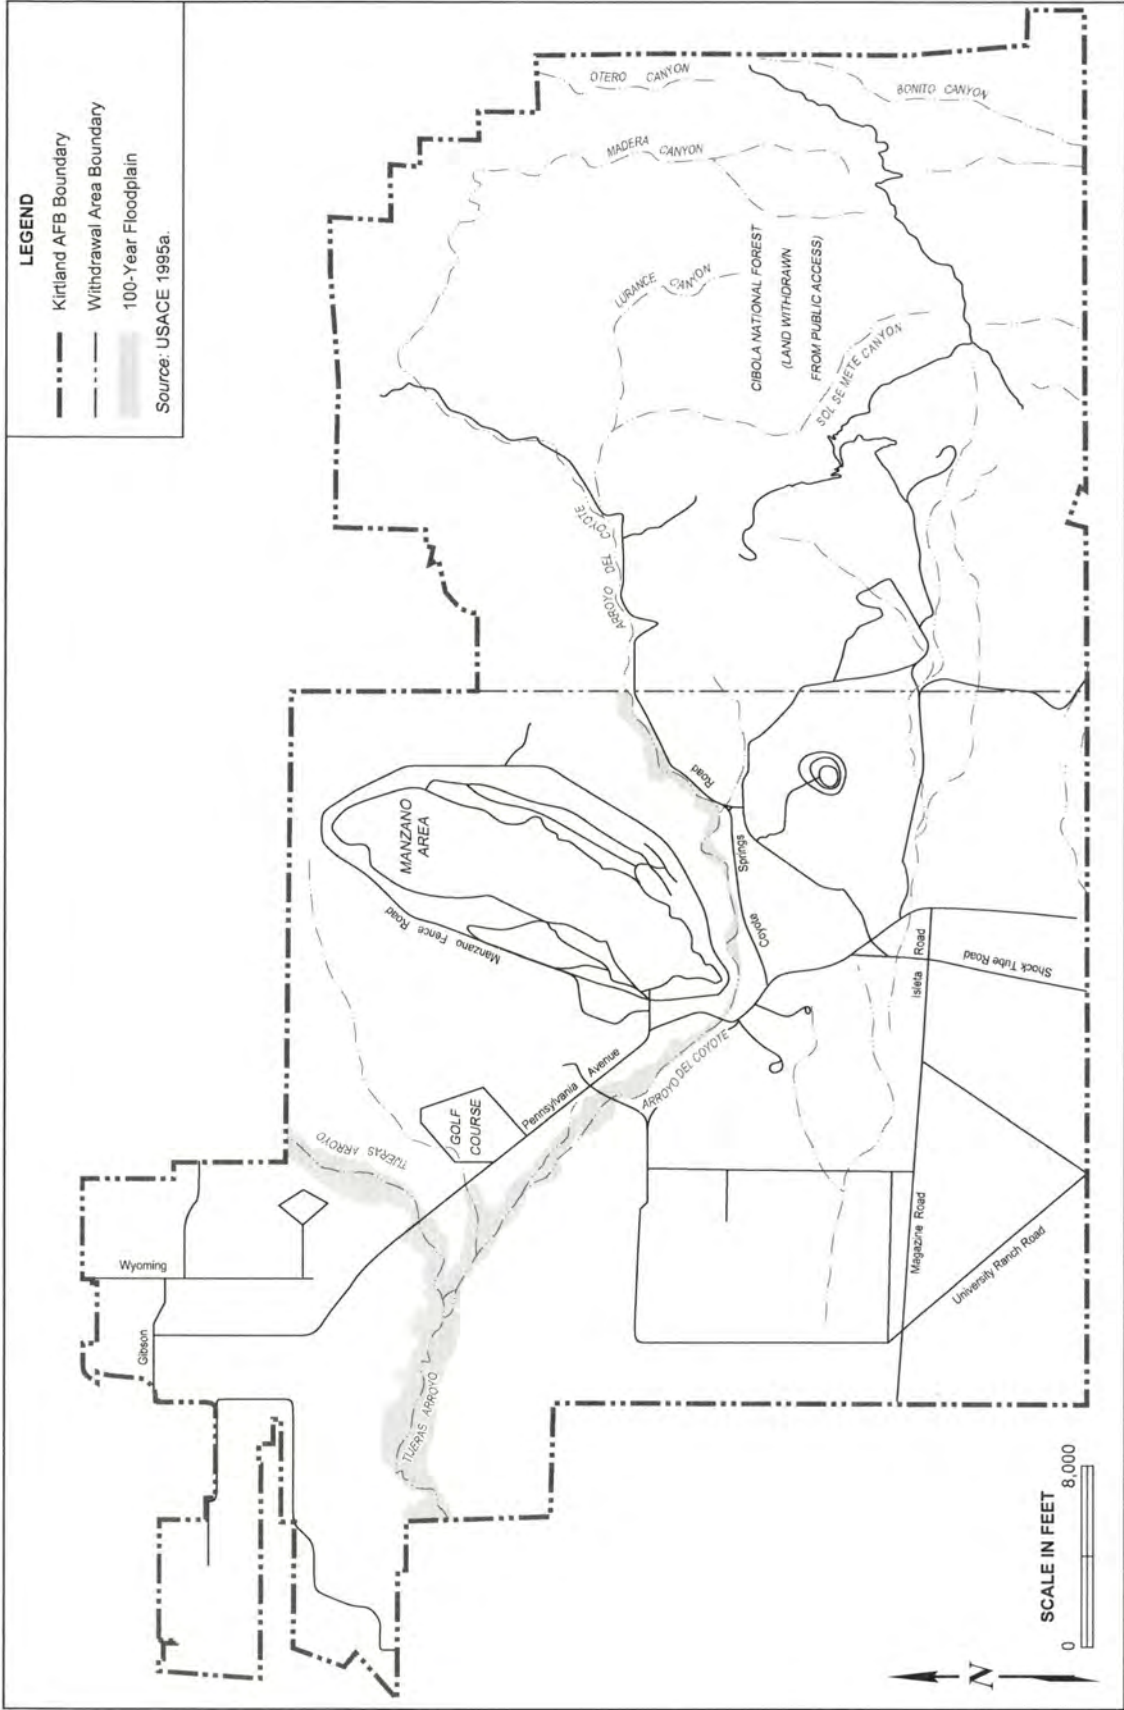 LEGEND
Kirtland AFB Boundary
Withdrawal Area Boundary
100-Year Floodplain
Source: USACE 1995a.
OTERO CANYON
BONITO CANYON
MADERA CANYON
LURANCE CANYON
CIBOLA NATIONAL FOREST
(LAND WITHDRAWN
FROM PUBLIC ACCESS)
SOL SE METE CANYON
ARROYO DEL COYOTE
MANZANO
AREA
Manzano Fence Road
Coyote Springs Road
GOLF
COURSE
Pennsylvania Avenue
ARROYO DEL COYOTE
TIJERAS ARROYO
Wyoming
Gibson
TIJERAS ARROYO
Isleta Road
Shock Tube Road
Magazine Road
University Ranch Road
SCALE IN FEET
0 8,000
N